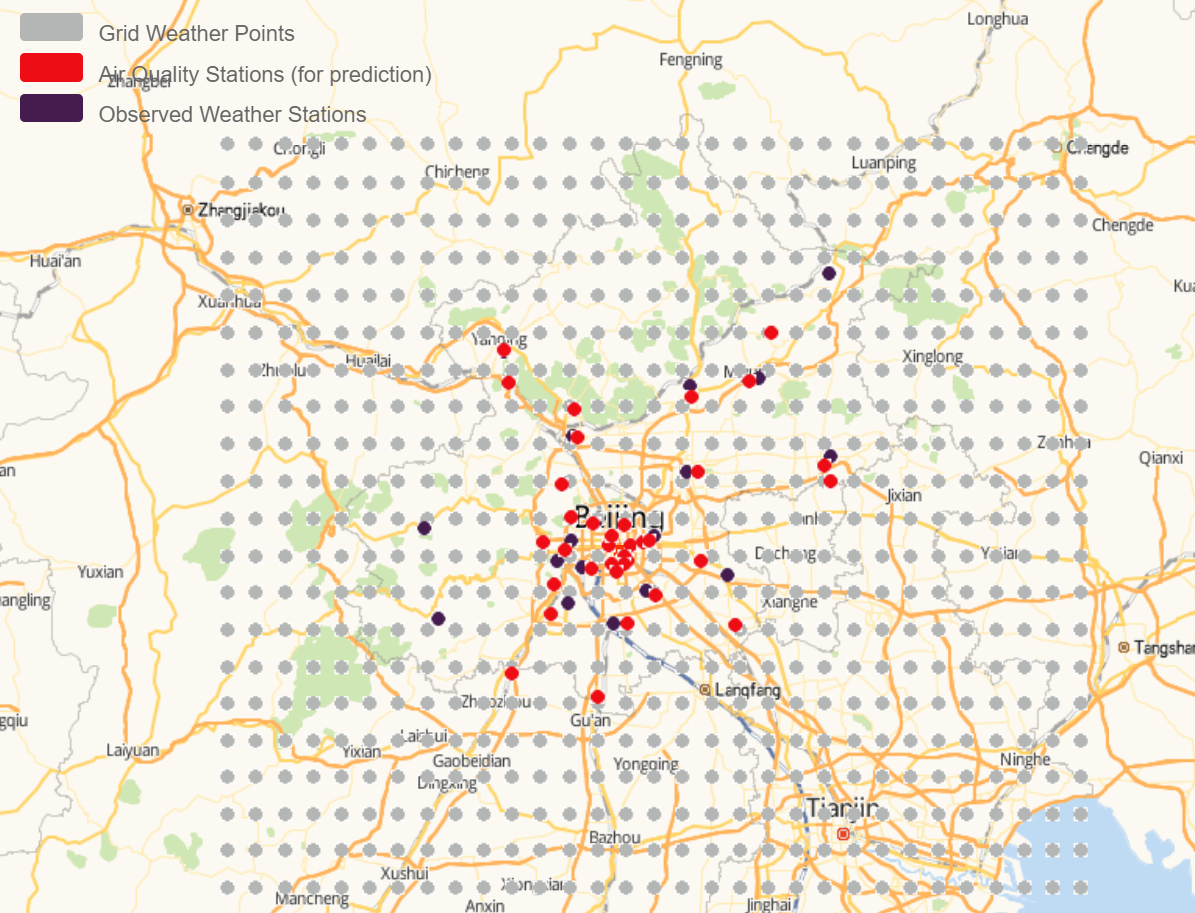 Grid Weather Points
Longhua
Fengning
Air Quality Stations (for prediction)
Zhangbei
Observed Weather Stations
Chongli
Chengde
Luanping
Chicheng
Zhangjiakou
Chengde
Huai'an
Xuanhua
Yanqing
Xinglong
Huailai
Zhuolu
Miyun
Zunhua
Qianxi
Jixian
Beijing
Dachang
Yutian
Yuxian
Xianghe
Tangshan
Langfang
Zhuozhou
Gu'an
Laishui
Laiyuan
Yixian
Gaobeidian
Yongqing
Ninghe
Dingxing
Tianjin
Bazhou
Xushui
Xiongxian
Mancheng
Anxin
Jinghai